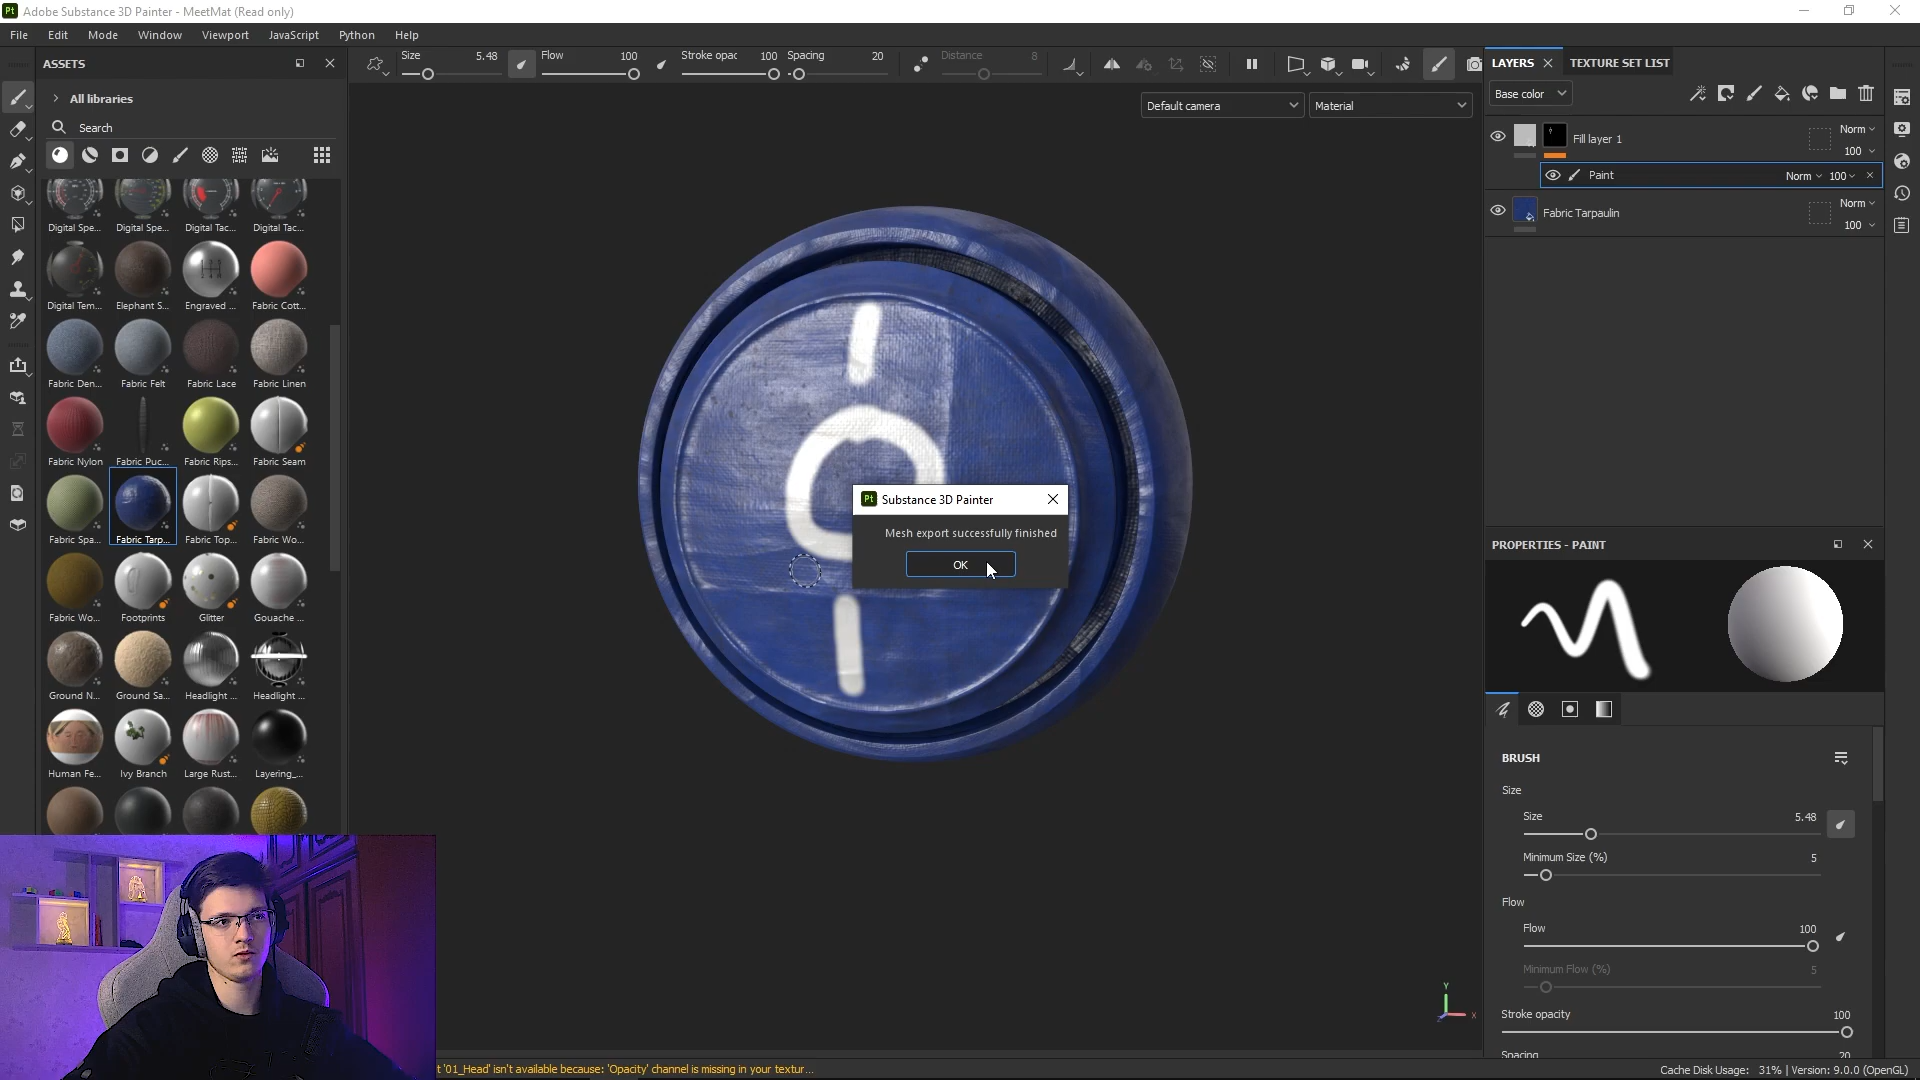 Adobe Substance 3D Painter - MeetMat (Read only)
File Edit Mode Window Viewport JavaScript Python Help
ASSETS
All libraries
Search
Digital Spe... Digital Spe... Digital Tac... Digital Tac...
Digital Tem... Elephant S... Engraved ... Fabric Cott...
Fabric Den... Fabric Felt Fabric Lace Fabric Linen
Fabric Nylon Fabric Puc... Fabric Rips... Fabric Seam
Fabric Spa... Fabric Tarp... Fabric Top... Fabric Wo...
Fabric Wo... Footprints Glitter Gouache ...
Ground N... Ground Sa... Headlight ... Headlight ...
Human Fe... Ivy Branch Large Rust... Layering_...
Size 5.48 Flow 100 Stroke opac 100 Spacing 20 Distance 8
Default camera Material
Substance 3D Painter
Mesh export successfully finished
OK
Y
X
LAYERS TEXTURE SET LIST
Base color
Fill layer 1 Norm
100
Paint Norm 100
Fabric Tarpaulin Norm
100
PROPERTIES - PAINT
BRUSH
Size
Size 5.48
Minimum Size (%) 5
Flow
Flow 100
Minimum Flow (%) 5
Stroke opacity 100
Spacing 20
t '01_Head' isn't available because: 'Opacity' channel is missing in your textur...
Cache Disk Usage: 31% | Version: 9.0.0 (OpenGL)